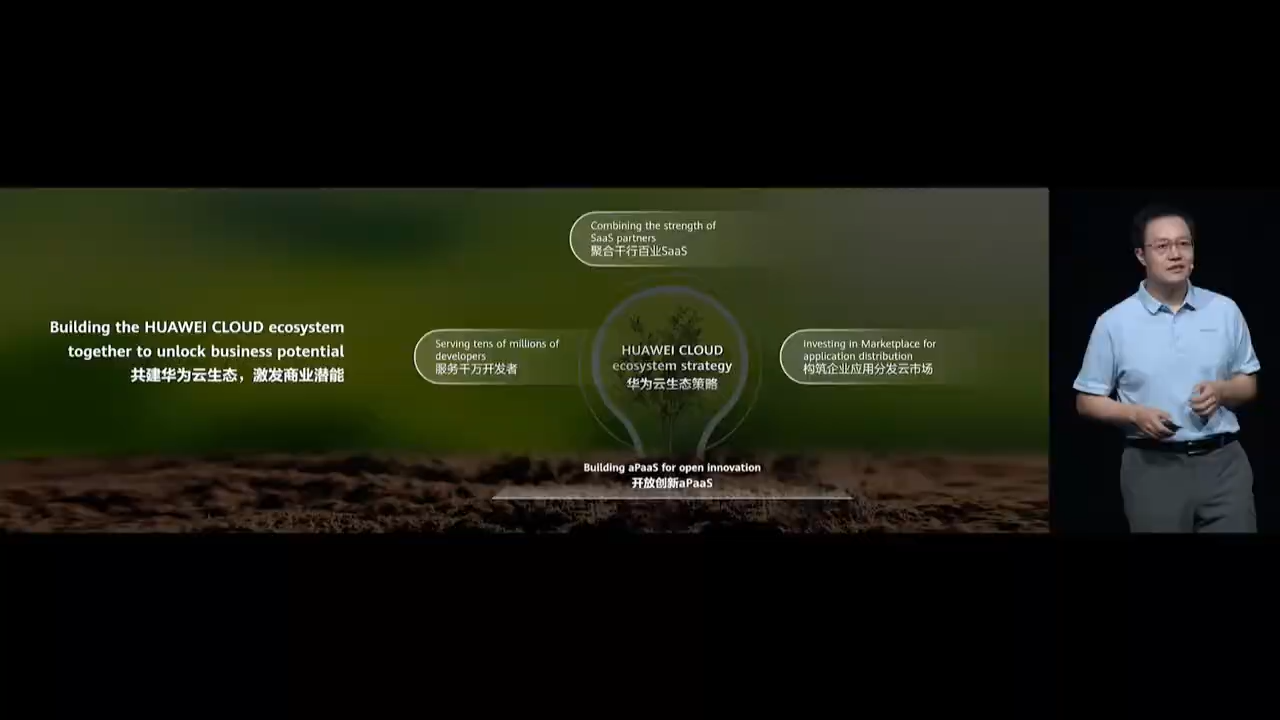 Building the HUAWEI CLOUD ecosystem
together to unlock business potential
共建华为云生态，激发商业潜能
Combining the strength of
SaaS partners
聚合千行百业SaaS
Serving tens of millions of
developers
服务千万开发者
HUAWEI CLOUD
ecosystem strategy
华为云生态策略
Investing in Marketplace for
application distribution
构筑企业应用分发云市场
Building aPaaS for open innovation
开放创新aPaaS